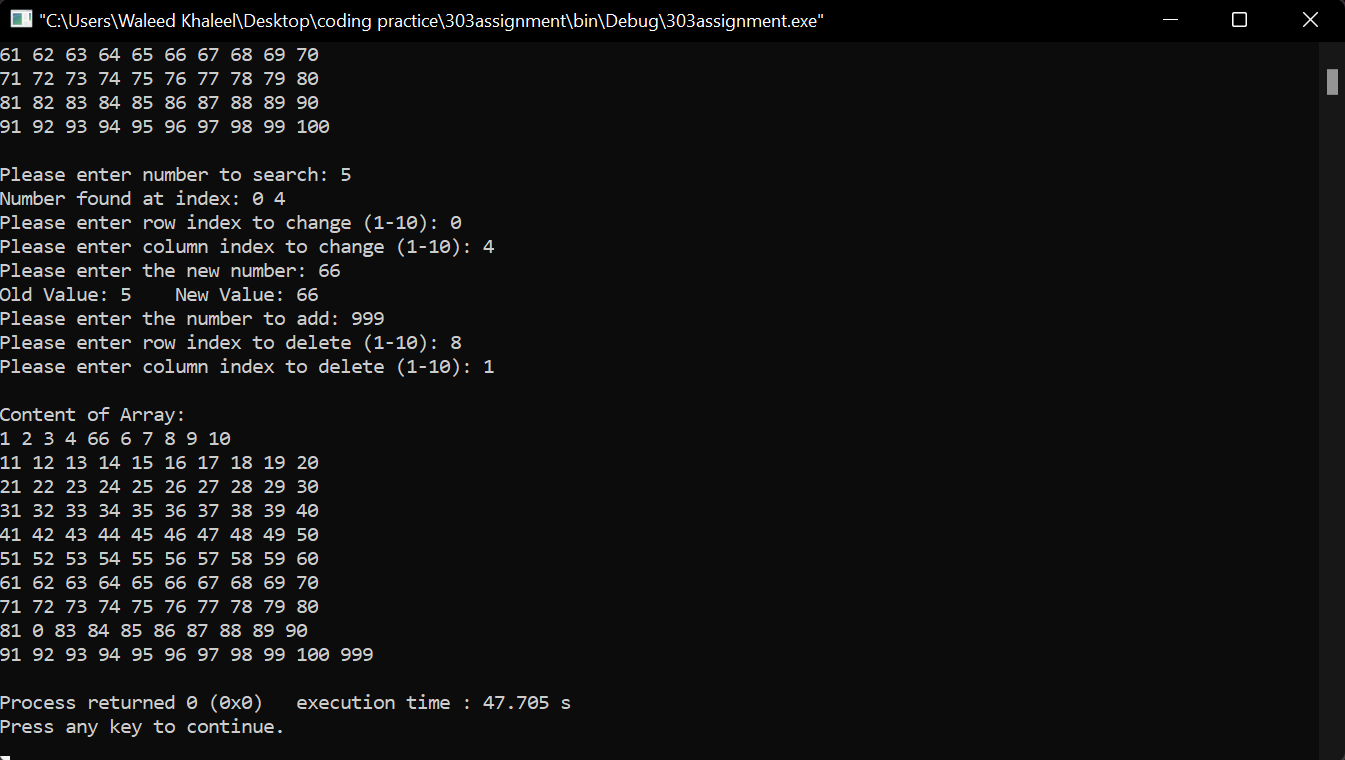 "C:\Users\Waleed Khaleel\Desktop\coding practice\303assignment\bin\Debug\303assignment.exe"
61 62 63 64 65 66 67 68 69 70
71 72 73 74 75 76 77 78 79 80
81 82 83 84 85 86 87 88 89 90
91 92 93 94 95 96 97 98 99 100
Please enter number to search: 5
Number found at index: 0 4
Please enter row index to change (1-10): 0
Please enter column index to change (1-10): 4
Please enter the new number: 66
Old Value: 5    New Value: 66
Please enter the number to add: 999
Please enter row index to delete (1-10): 8
Please enter column index to delete (1-10): 1
Content of Array:
1 2 3 4 66 6 7 8 9 10
11 12 13 14 15 16 17 18 19 20
21 22 23 24 25 26 27 28 29 30
31 32 33 34 35 36 37 38 39 40
41 42 43 44 45 46 47 48 49 50
51 52 53 54 55 56 57 58 59 60
61 62 63 64 65 66 67 68 69 70
71 72 73 74 75 76 77 78 79 80
81 0 83 84 85 86 87 88 89 90
91 92 93 94 95 96 97 98 99 100 999
Process returned 0 (0x0)   execution time : 47.705 s
Press any key to continue.